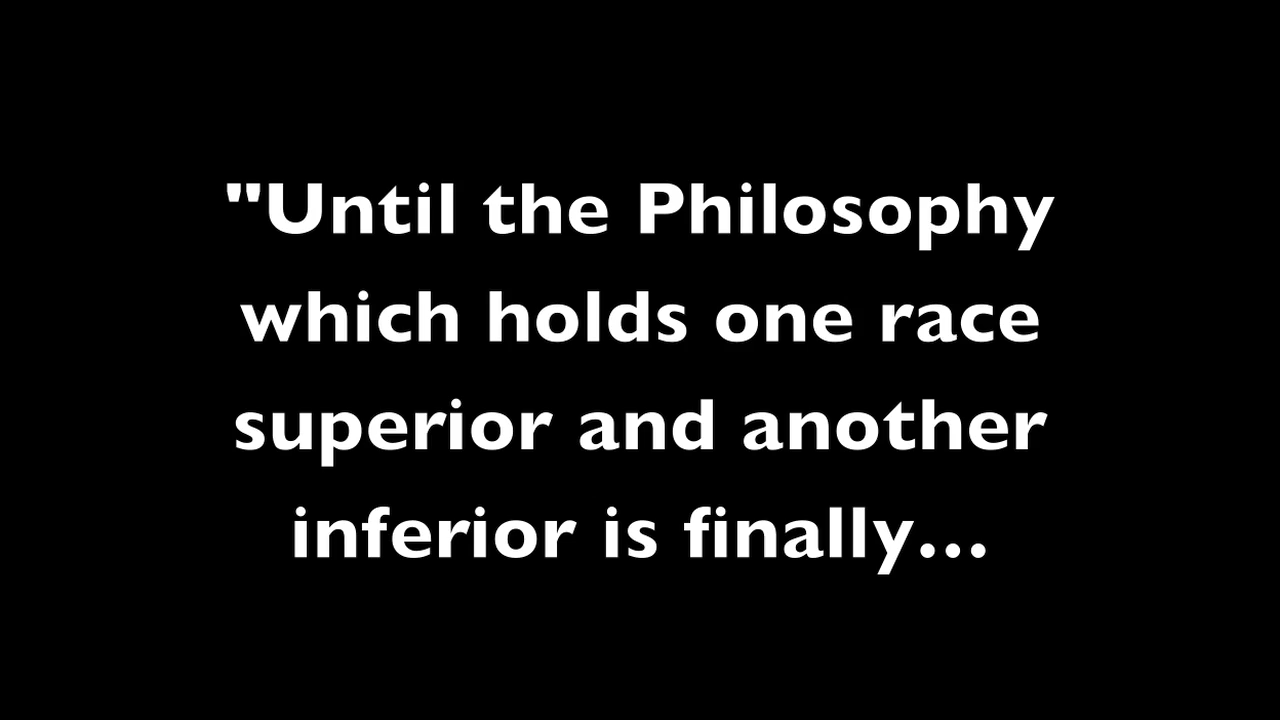 "Until the Philosophy
which holds one race
superior and another
inferior is finally...